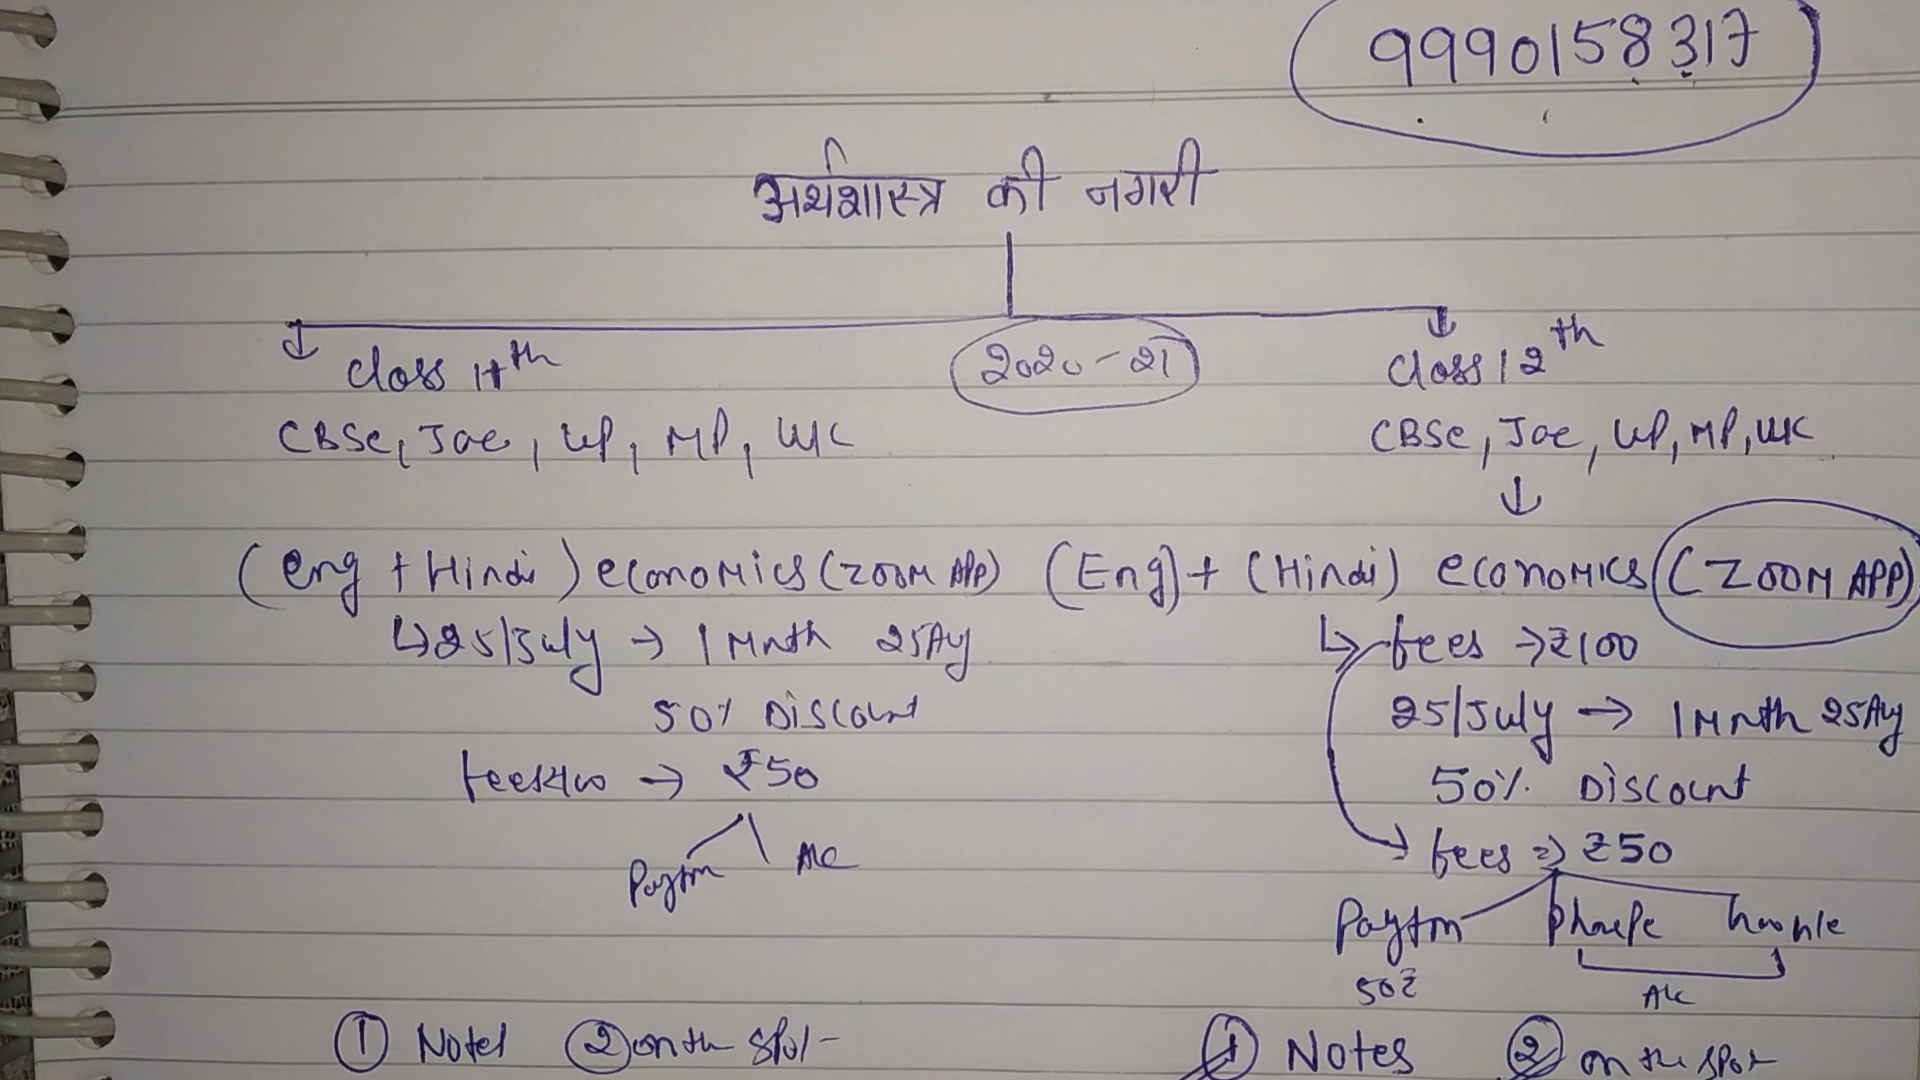 9990158317
अर्थशास्त्र की नगरी
2020-21
Class 11th
CBSE, Jac, UP, MP, UK
(eng + Hindi) economics (ZOOM APP)
↳ 25/July → 1 Mnth 25 Aug
50% Discount
fees → ₹50
Paytm A/c
① Notes ② on the spot-
Class 12th
CBSE, Jac, UP, MP, UK
↓
(Eng) + (Hindi) economics (ZOOM APP)
↳ fees → ₹100
25/July → 1 Mnth 25 Aug
50% Discount
fees ⇒ ₹50
Paytm
50₹ A/c
① Notes ② on the spot